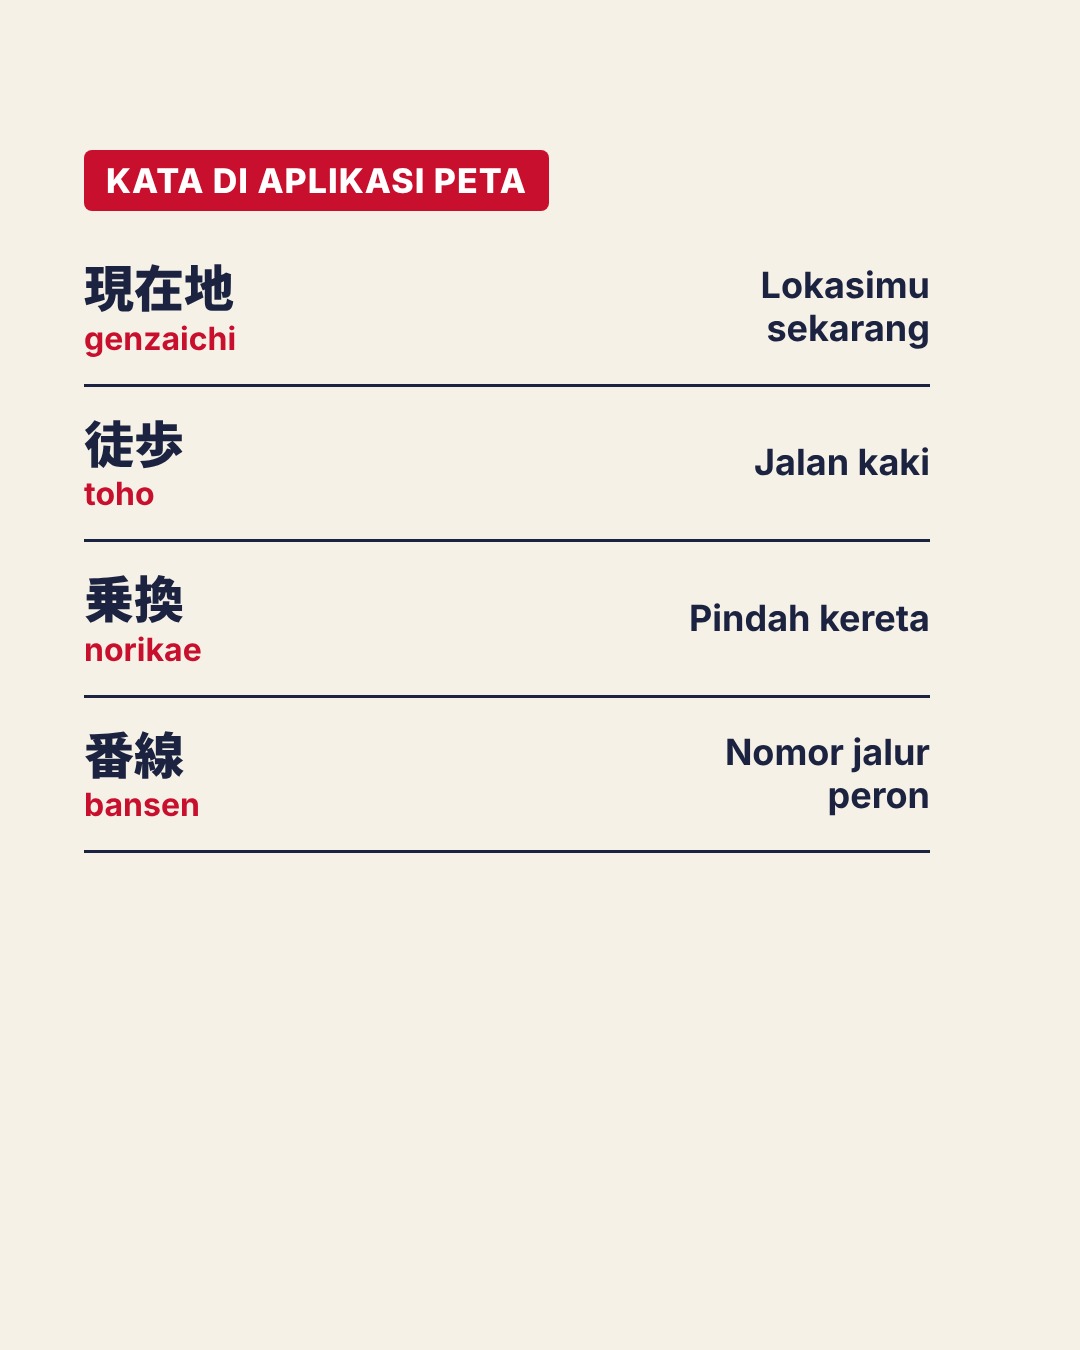 KATA DI APLIKASI PETA
現在地
genzaichi
Lokasimu
sekarang
徒歩
toho
Jalan kaki
乗換
norikae
Pindah kereta
番線
bansen
Nomor jalur
peron